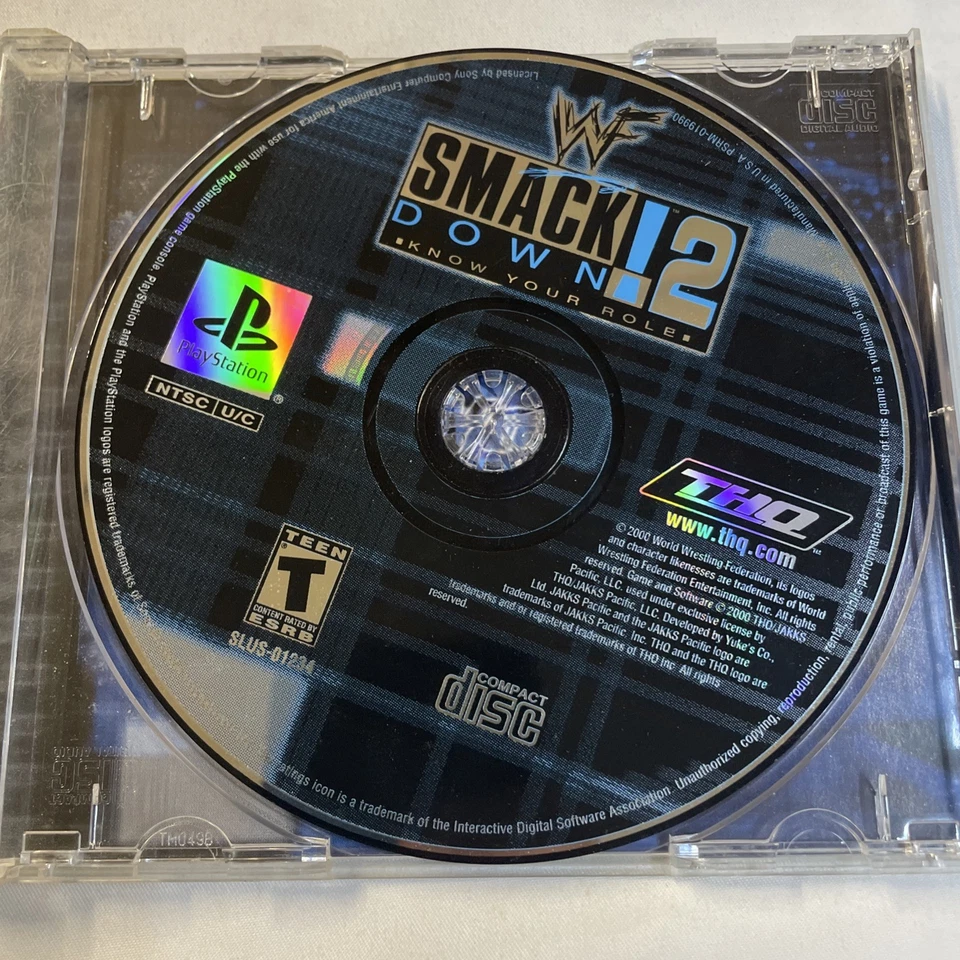 WF
SMACK
DOWN! 2™
KNOW YOUR ROLE
PlayStation
®
NTSC U/C
THQ
www.thq.com
© 2000 World Wrestling Federation, its logos
and character likenesses are trademarks of World
Wrestling Federation Entertainment, Inc. All rights
reserved. Game and Software © 2000 THQ/JAKKS
Pacific, LLC. used under exclusive license by
THQ/JAKKS Pacific, LLC. Developed by Yuke's Co.,
Ltd. JAKKS Pacific and the JAKKS Pacific logo are
trademarks of JAKKS Pacific, Inc. THQ and the THQ logo are
trademarks and/or registered trademarks of THQ Inc. All rights
reserved.
TEEN
T
®
CONTENT RATED BY
ESRB
SLUS-01234
COMPACT
disc
Licensed by Sony Computer Entertainment America for use with the PlayStation game console. PlayStation and the PlayStation logos are registered trademarks of
ratings icon is a trademark of the Interactive Digital Software Association
Unauthorized copying, reproduction, rental, public performance or broadcast of this game is a violation of
Manufactured in U.S.A. PSRM-019990
COMPACT
disc
DIGITAL AUDIO
TM049B